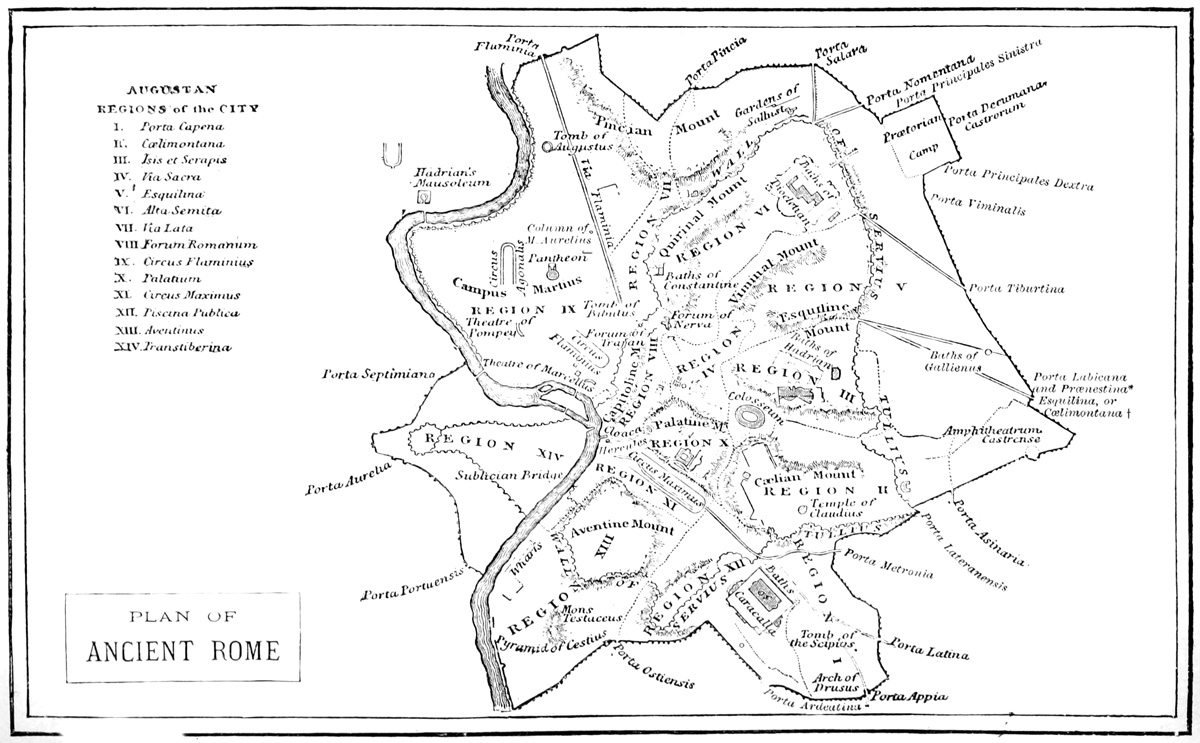 AUGUSTAN
REGIONS of the CITY
I. Porta Capena
II. Cœlimontana
III. Isis et Serapis
IV. Via Sacra
V.† Esquilina
VI. Alta Semita
VII. Via Lata
VIII. Forum Romanum
IX. Circus Flaminius
X. Palatium
XI. Circus Maximus
XII. Piscina Publica
XIII. Aventinus
XIV. Transtiberina
PLAN OF
ANCIENT ROME
Porta
Fluminia
Porta Pincia
Porta
Salara
Porta Nomentana
Porta Principales Sinistra
Porta Decumana
Castrorum
Prætorian
Camp
Porta Principales Dextra
Porta Viminalis
Pincian Mount
Gardens of
Sallust
Tomb of
Augustus
Via Flaminia
Hadrian's
Mausoleum
WALL OF SERVIUS TULLIUS
REGION VII
Quirinal Mount
REGION VI
Baths of
Diocletian
Column of
M. Aurelius
Pantheon
Circus
Agonalis
Campus Martius
REGION IX
Theatre of
Pompey
Tomb of
Bibulus
Baths of
Constantine
Viminal Mount
REGION V
Porta Tiburtina
Esquiline
Mount
Forum of
Nerva
Forum of
Trajan
Circus
Flamonius
Theatre of Marcellus
Capitoline M.
REGION VIII
REGION IV
Baths of
Hadrian
REGION III
Baths of
Gallienus
Porta Labicana
and Prænestina*
Esquilina, or
Cœlimontana †
Porta Septimiano
Colosseum
Amphitheatrum
Castrense
Cloaca
Palatine M.
REGION X
REGION XIV
Sublician Bridge
Circus Maximus
REGION XI
Cœlian Mount
REGION II
Temple of
Claudius
Porta Aurelia
Aventine Mount
XIII
TULLIUS
Porta Asinaria
Porta Lateranensis
Porta Metronia
Wharfs
WALL OF SERVIUS
Porta Portuensis
REGION
Mons
Testaceus
REGION XII
Baths
of
Caracalla
REGION I
Pyramid of Cestius
Porta Ostiensis
Tomb of
the Scipios
Porta Latina
Arch of
Drusus
Porta Appia
Porta Ardeatina